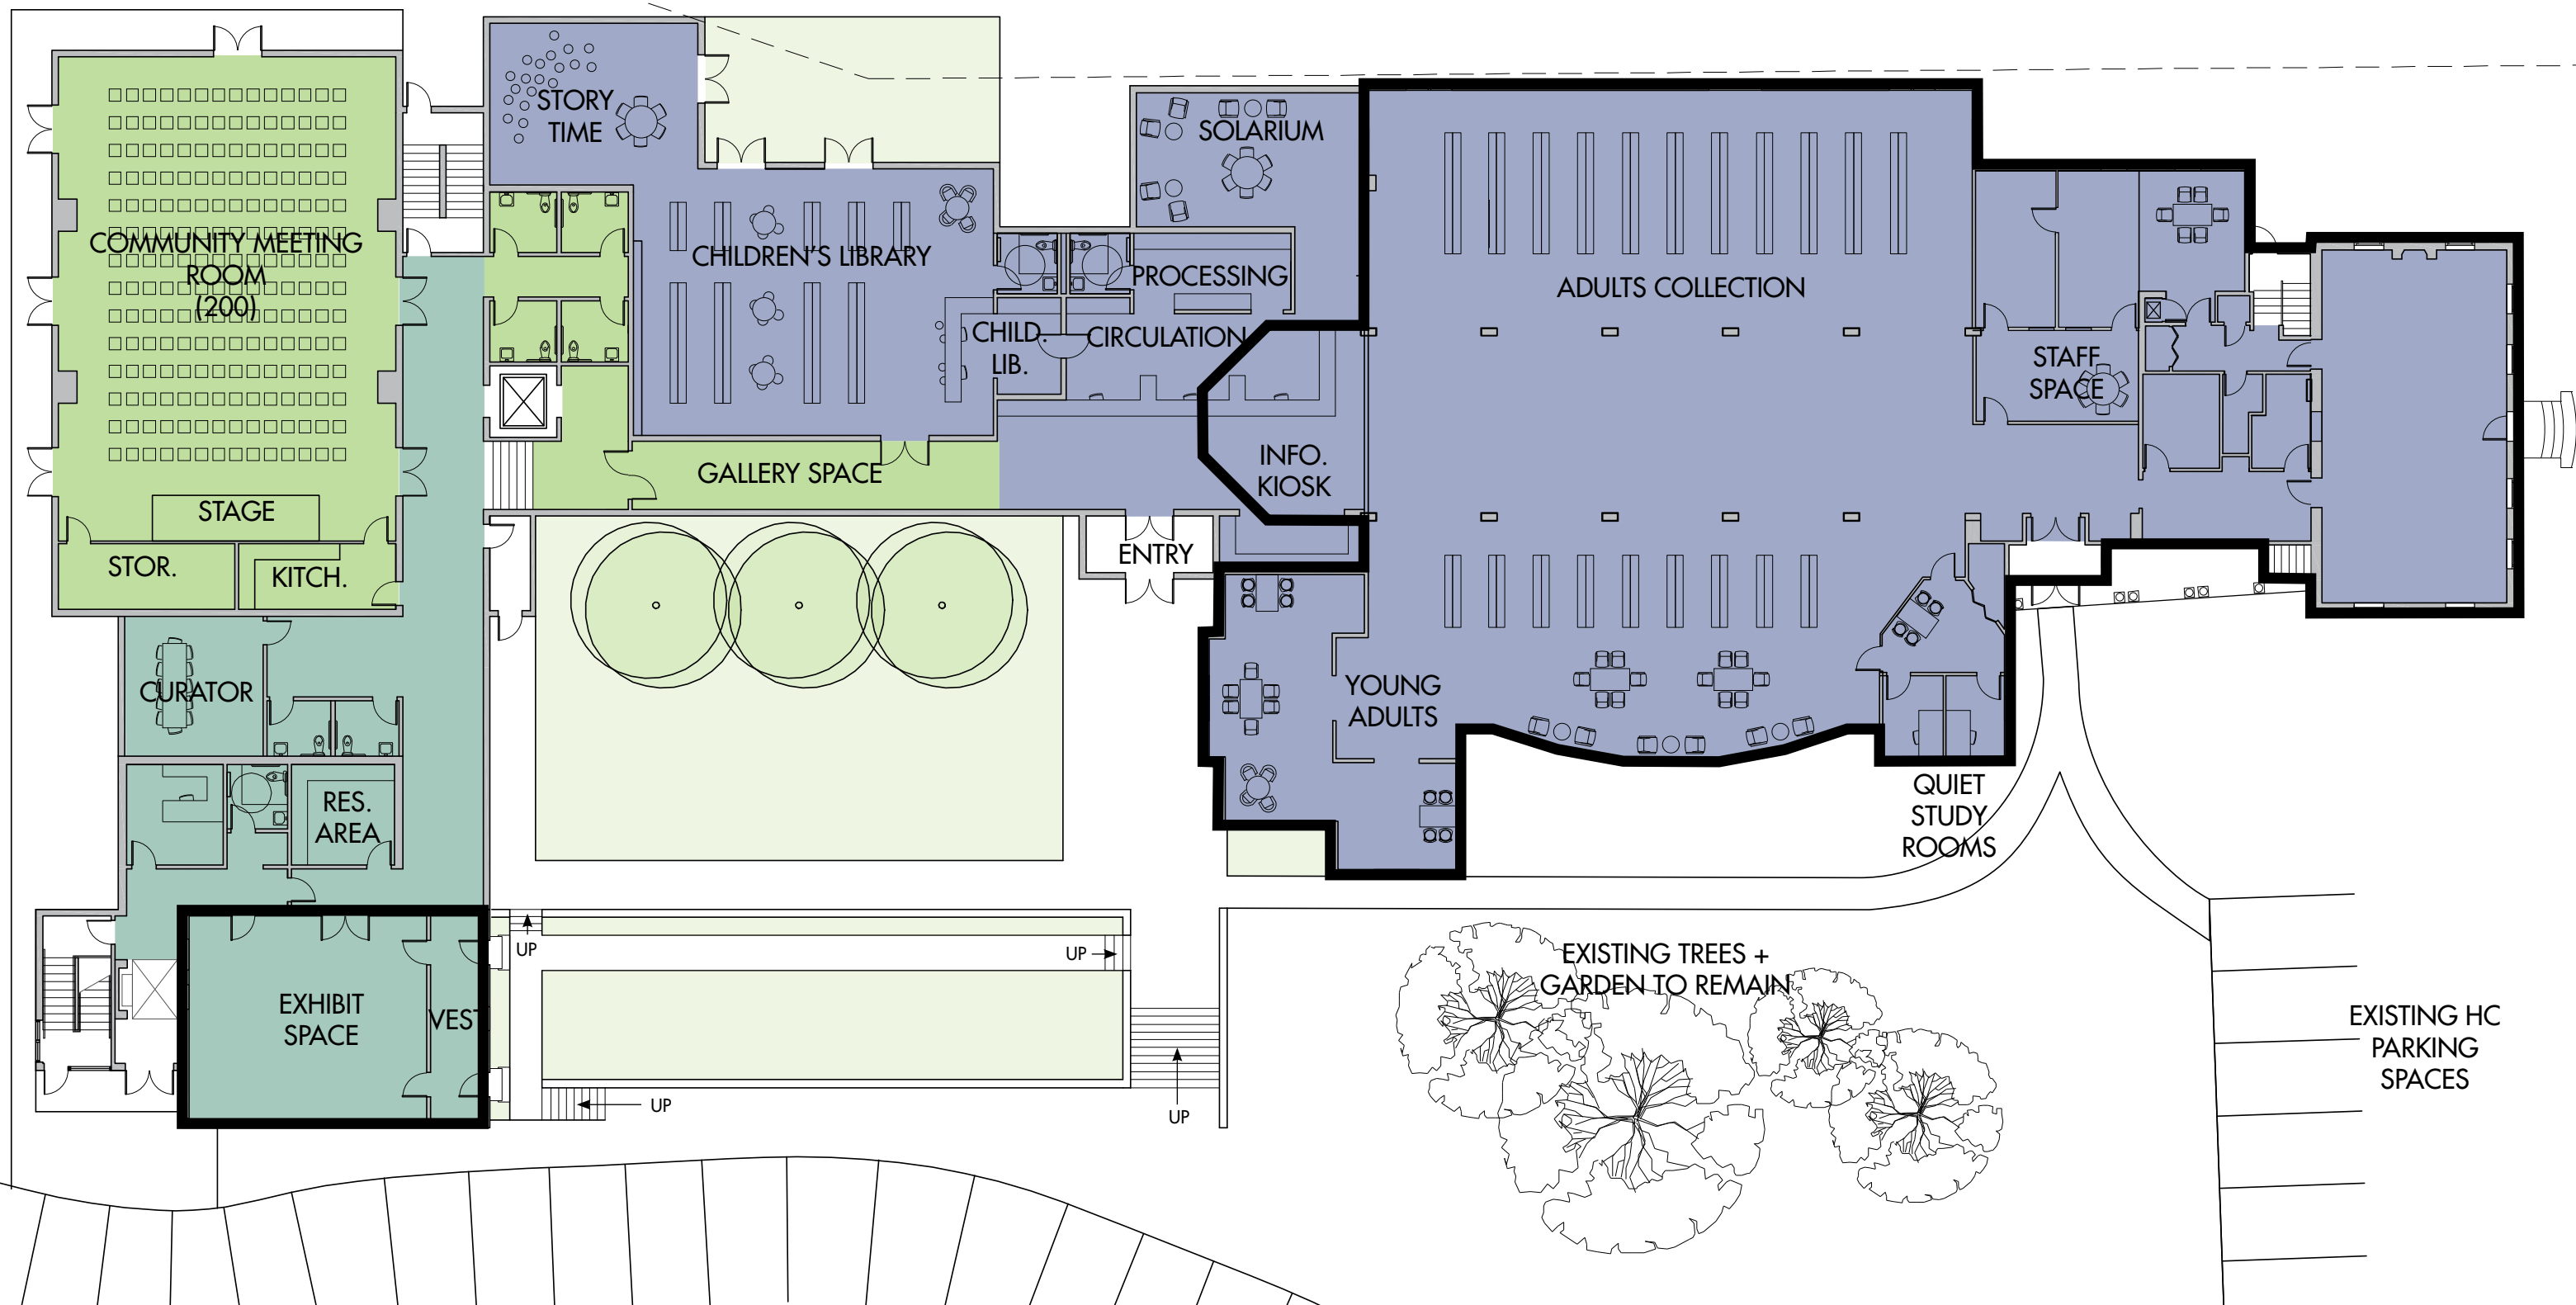 STORY
TIME
SOLARIUM
COMMUNITY MEETING
ROOM
(200)
CHILDREN'S LIBRARY
PROCESSING
ADULTS COLLECTION
CHILD.
LIB.
CIRCULATION
STAFF
SPACE
GALLERY SPACE
INFO.
KIOSK
STAGE
STOR.
KITCH.
ENTRY
CURATOR
YOUNG
ADULTS
RES.
AREA
QUIET
STUDY
ROOMS
UP
UP
EXISTING TREES +
GARDEN TO REMAIN
EXHIBIT
SPACE
VEST
EXISTING HC
PARKING
SPACES
UP
UP